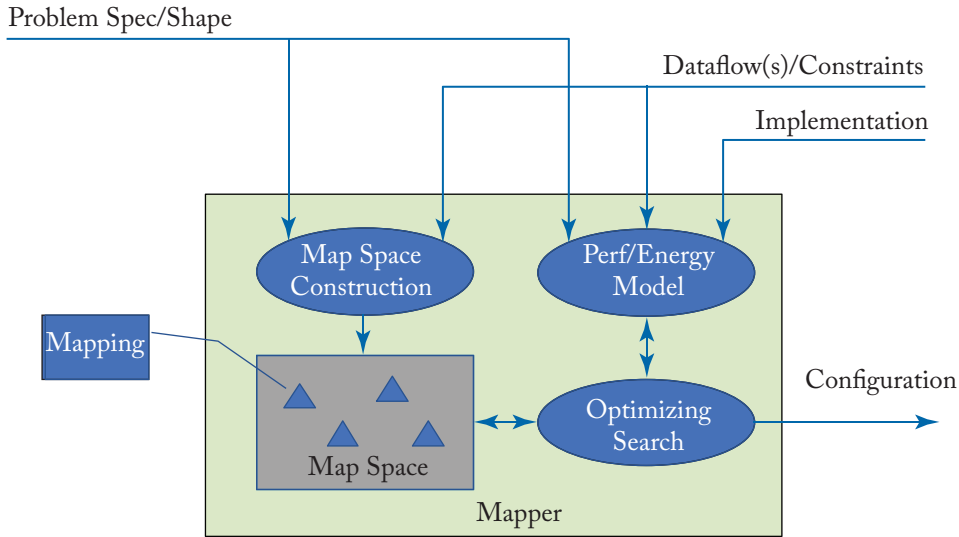 Problem Spec/Shape
Dataflow(s)/Constraints
Implementation
Map Space
Construction
Perf/Energy
Model
Mapping
Configuration
Optimizing
Search
Map Space
Mapper